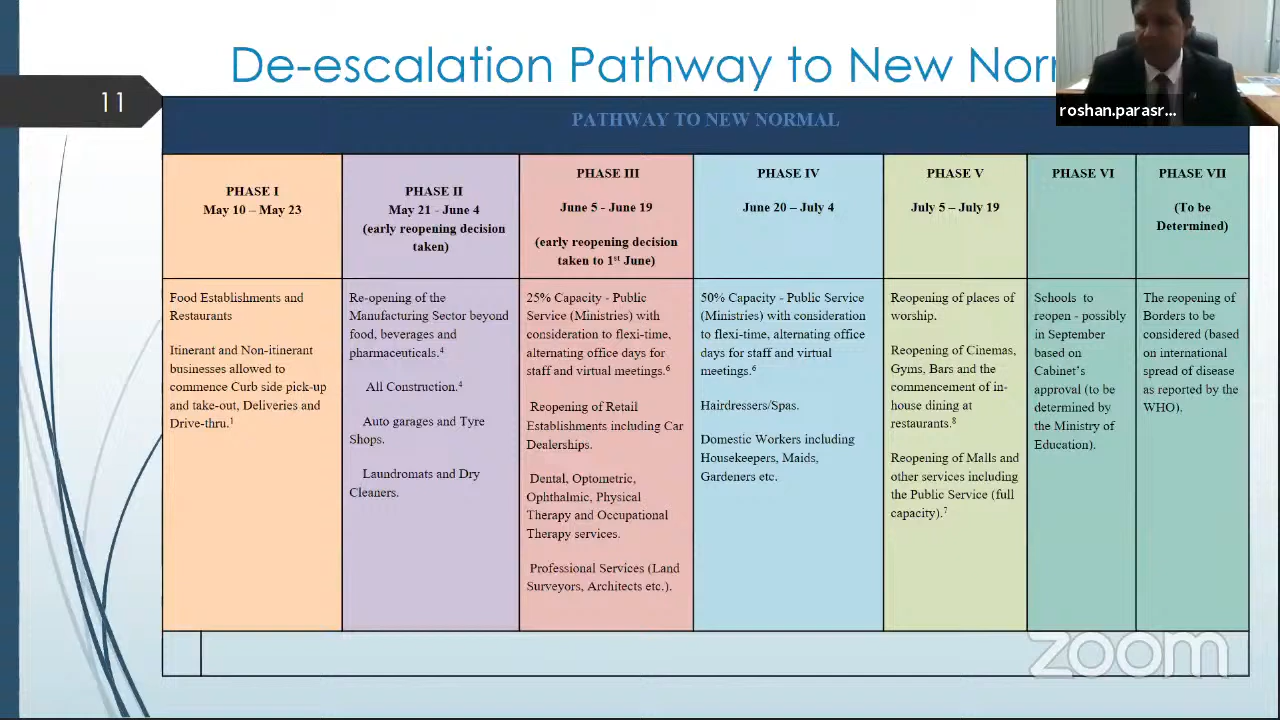 De-escalation Pathway to New Nor
11
roshan.parasr...
PATHWAY TO NEW NORMAL
PHASE I
May 10 – May 23
PHASE II
May 21 - June 4
(early reopening decision
taken)
PHASE III
June 5 - June 19
(early reopening decision
taken to 1st June)
PHASE IV
June 20 – July 4
PHASE V
July 5 – July 19
PHASE VI
PHASE VII
(To be
Determined)
Food Establishments and
Restaurants
Itinerant and Non-itinerant
businesses allowed to
commence Curb side pick-up
and take-out, Deliveries and
Drive-thru.1
Re-opening of the
Manufacturing Sector beyond
food, beverages and
pharmaceuticals.4
All Construction.4
Auto garages and Tyre
Shops.
Laundromats and Dry
Cleaners.
25% Capacity - Public
Service (Ministries) with
consideration to flexi-time,
alternating office days for
staff and virtual meetings.6
Reopening of Retail
Establishments including Car
Dealerships.
Dental, Optometric,
Ophthalmic, Physical
Therapy and Occupational
Therapy services.
Professional Services (Land
Surveyors, Architects etc.).
50% Capacity - Public Service
(Ministries) with consideration
to flexi-time, alternating office
days for staff and virtual
meetings.6
Hairdressers/Spas.
Domestic Workers including
Housekeepers, Maids,
Gardeners etc.
Reopening of places of
worship.
Reopening of Cinemas,
Gyms, Bars and the
commencement of in-
house dining at
restaurants.8
Reopening of Malls and
other services including
the Public Service (full
capacity).7
Schools to
reopen - possibly
in September
based on
Cabinet's
approval (to be
determined by
the Ministry of
Education).
The reopening of
Borders to be
considered (based
on international
spread of disease
as reported by the
WHO).
zoom